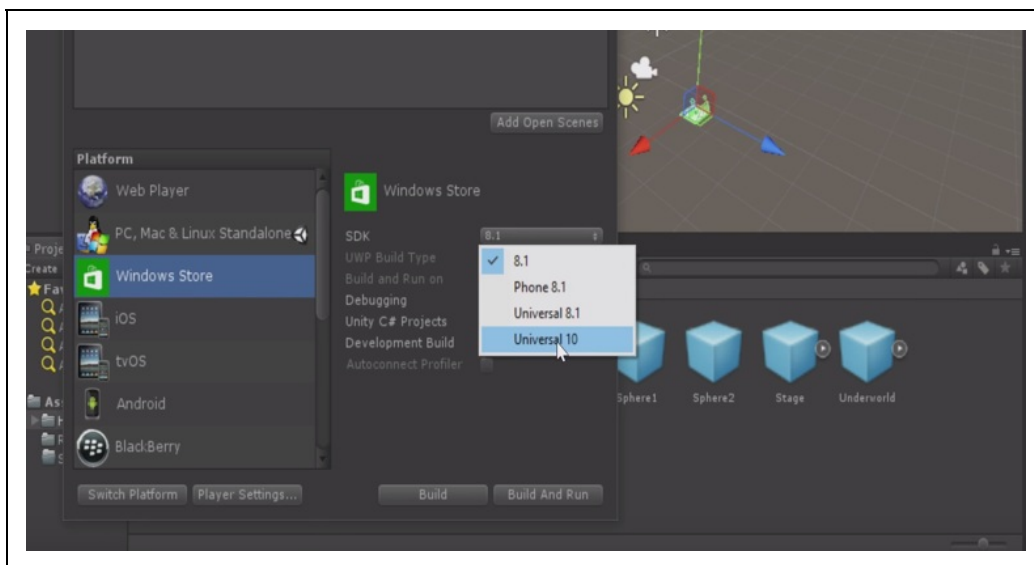 Add Open Scenes
Platform
Web Player
PC, Mac & Linux Standalone
Windows Store
iOS
tvOS
Android
BlackBerry
Switch Platform
Player Settings...
Windows Store
SDK
8.1
UWP Build Type
Build and Run on
Debugging
Unity C# Projects
Development Build
Autoconnect Profiler
8.1
Phone 8.1
Universal 8.1
Universal 10
Build
Build And Run
Proje
Create
Fa
As
Sphere1
Sphere2
Stage
Underworld